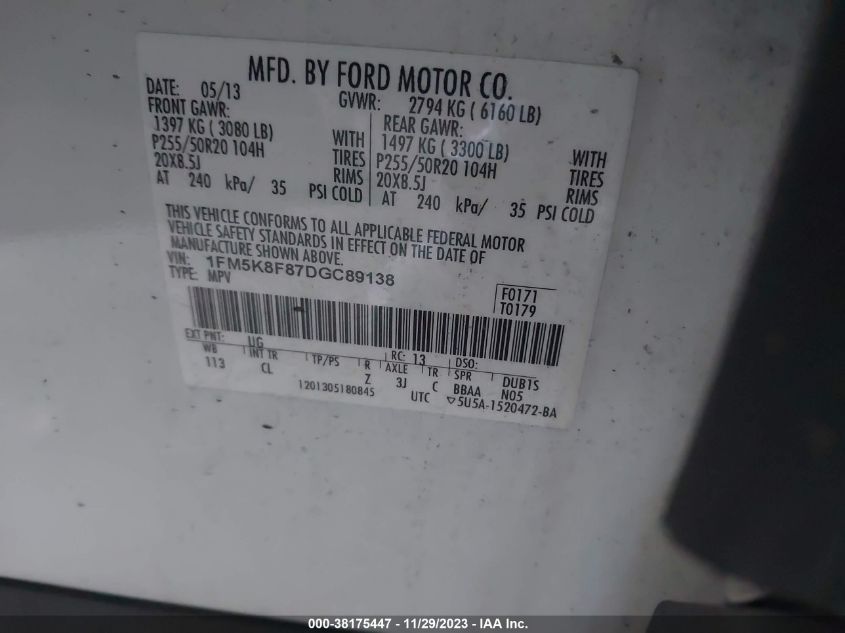 MFD. BY FORD MOTOR CO.
DATE: 05/13 GVWR: 2794 KG ( 6160 LB)
FRONT GAWR: REAR GAWR:
1397 KG ( 3080 LB) WITH 1497 KG ( 3300 LB) WITH
P255/50R20 104H TIRES P255/50R20 104H TIRES
20X8.5J RIMS 20X8.5J RIMS
AT 240 kPa/ 35 PSI COLD AT 240 kPa/ 35 PSI COLD
THIS VEHICLE CONFORMS TO ALL APPLICABLE FEDERAL MOTOR
VEHICLE SAFETY STANDARDS IN EFFECT ON THE DATE OF
MANUFACTURE SHOWN ABOVE.
VIN: 1FM5K8F87DGC89138
TYPE: MPV
F0171
T0179
EXT PNT: UG RC: 13 DSO:
WB INT TR TP/PS R AXLE TR SPR DUB1S
113 CL Z 3J C BBAA N05
1201305180845 UTC ▽5U5A-1520472-BA
000-38175447 - 11/29/2023 - IAA Inc.